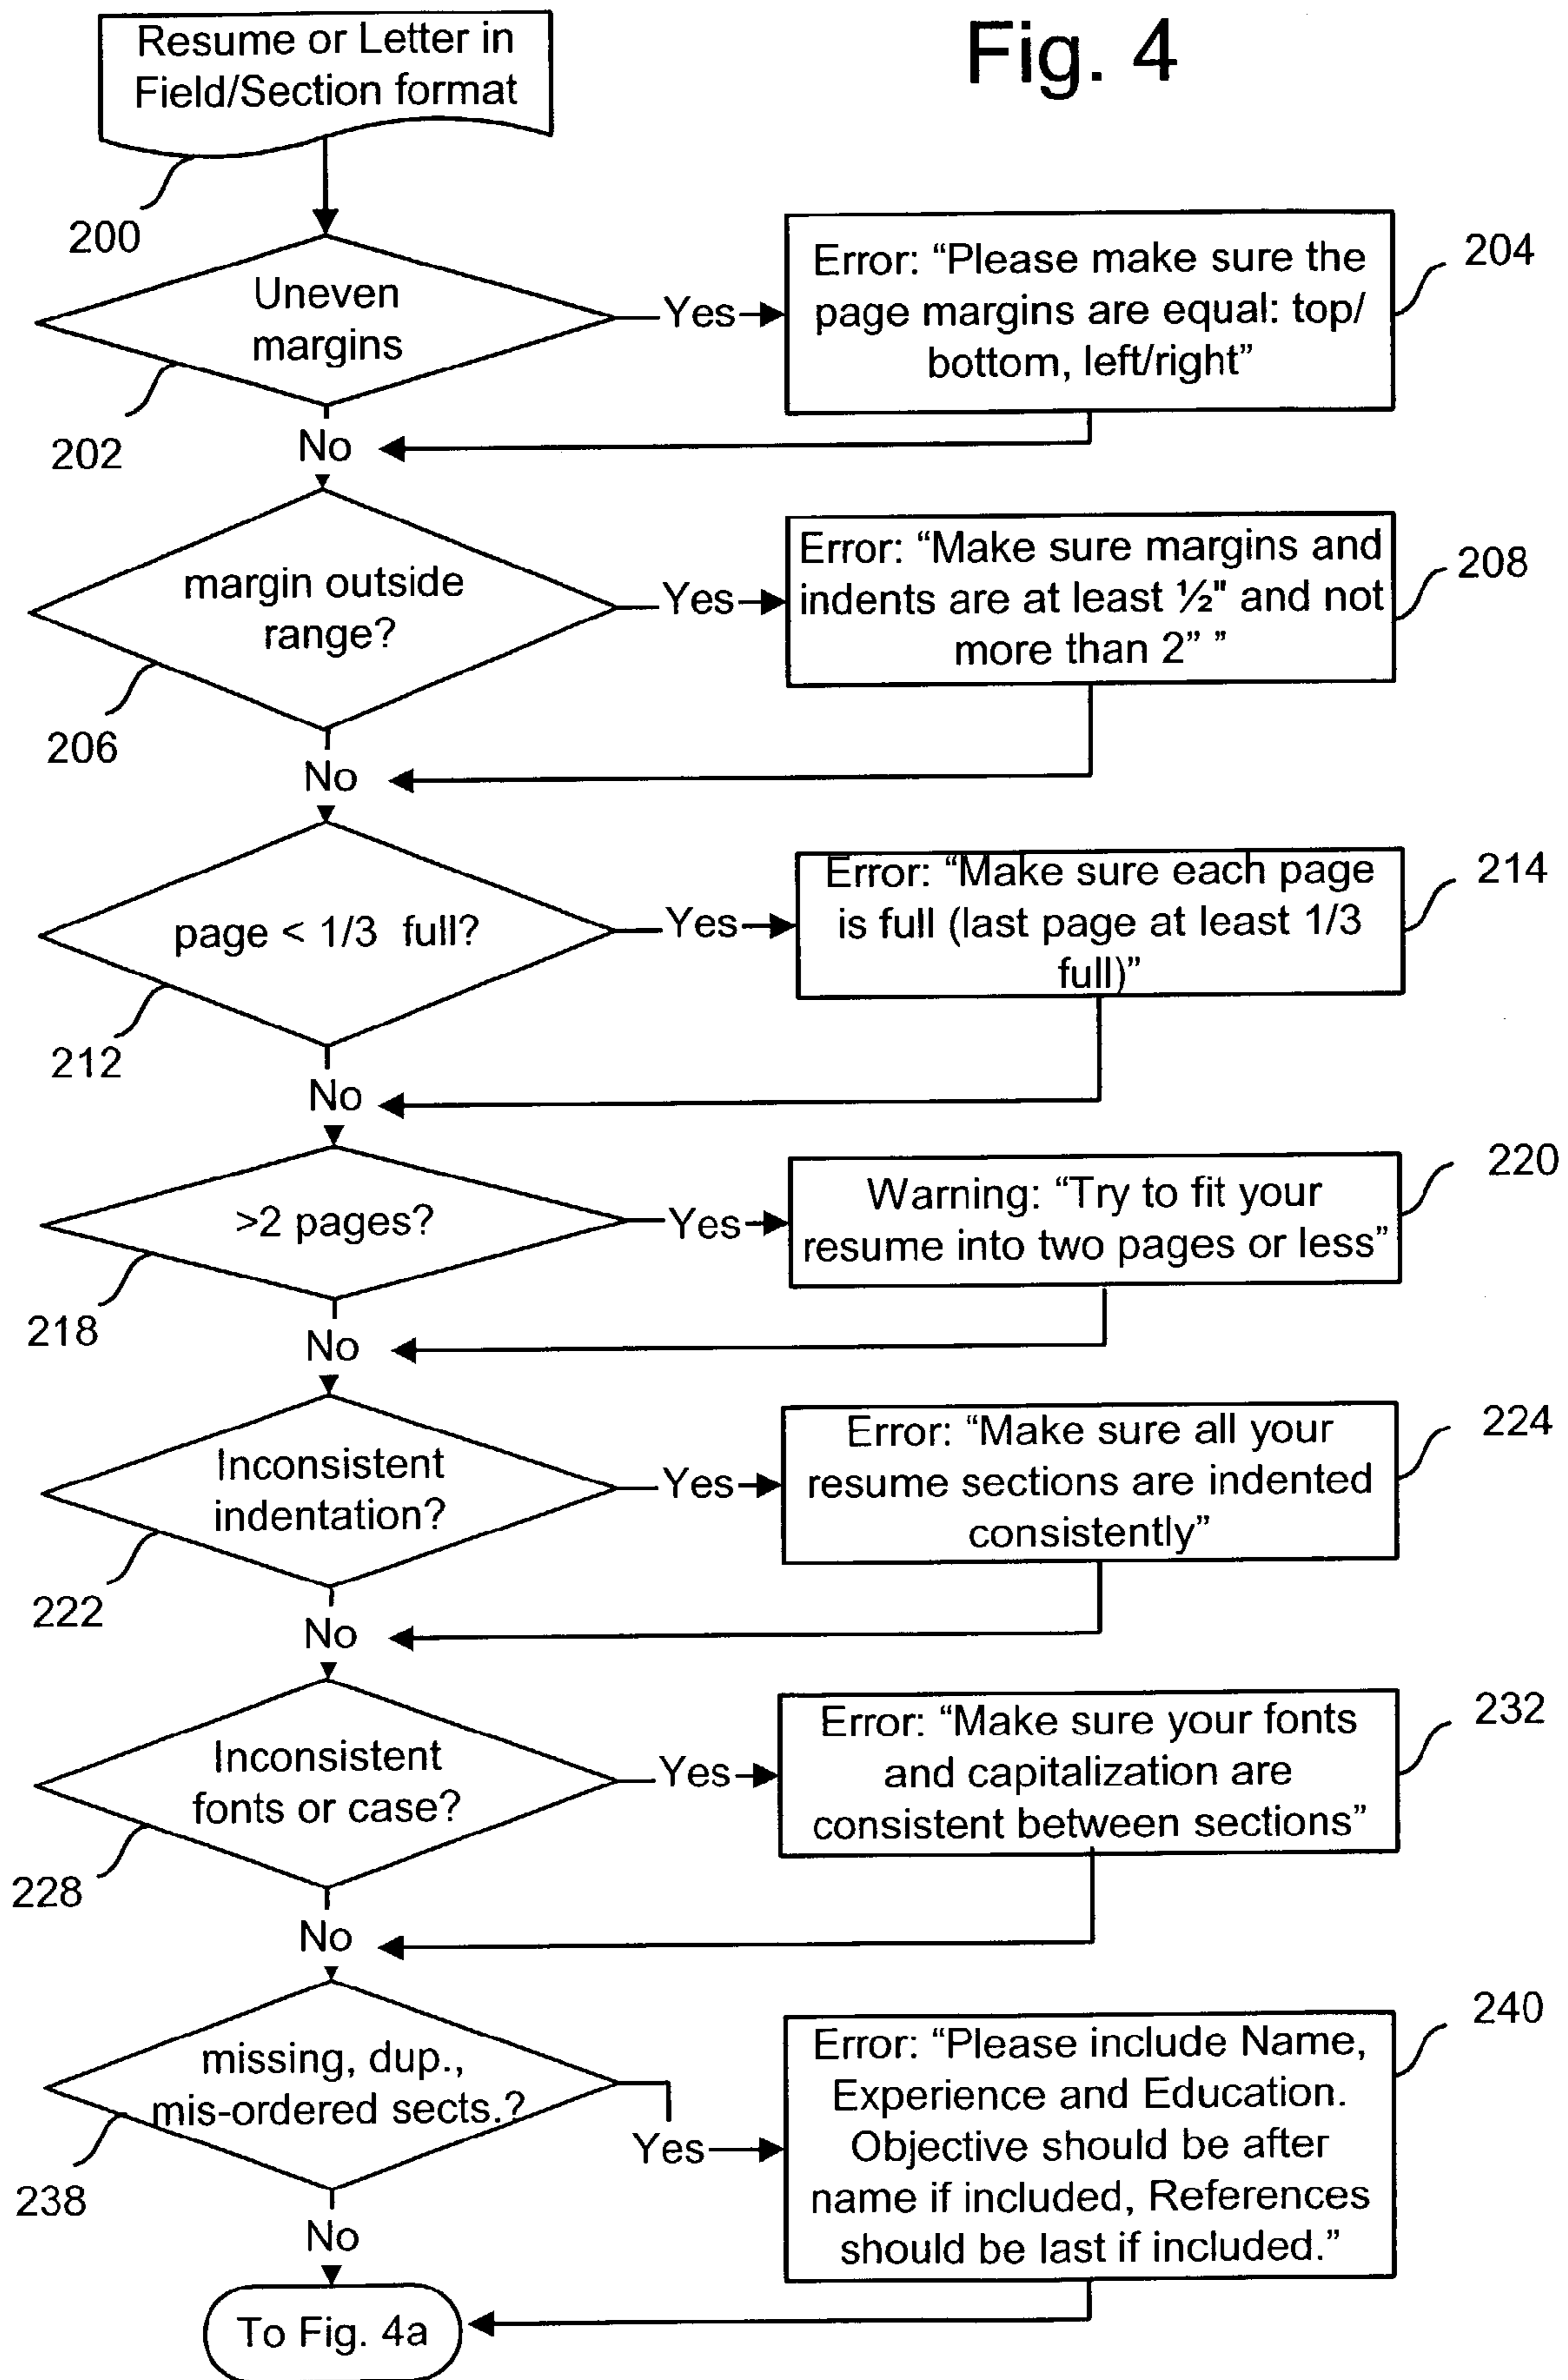 Fig. 4
Resume or Letter in
Field/Section format
200
Uneven
margins
202
Yes
Error: “Please make sure the
page margins are equal: top/
bottom, left/right”
204
No
margin outside
range?
206
Yes
Error: “Make sure margins and
indents are at least ½" and not
more than 2” ”
208
No
page < 1/3 full?
212
Yes
Error: “Make sure each page
is full (last page at least 1/3
full)”
214
No
>2 pages?
218
Yes
Warning: “Try to fit your
resume into two pages or less”
220
No
Inconsistent
indentation?
222
Yes
Error: “Make sure all your
resume sections are indented
consistently”
224
No
Inconsistent
fonts or case?
228
Yes
Error: “Make sure your fonts
and capitalization are
consistent between sections”
232
No
missing, dup.,
mis-ordered sects.?
238
Yes
Error: “Please include Name,
Experience and Education.
Objective should be after
name if included, References
should be last if included.”
240
No
To Fig. 4a